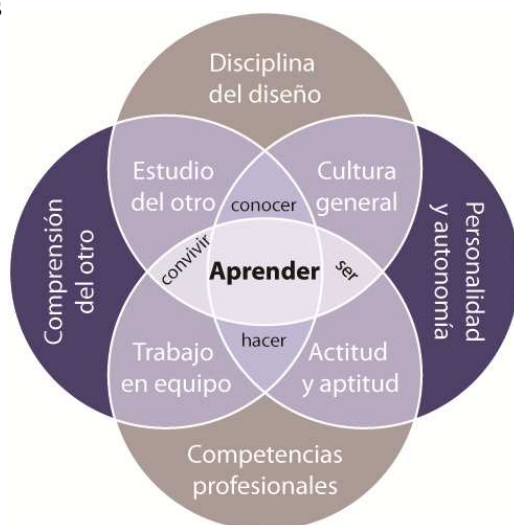 Disciplina
del diseño
Estudio
del otro
Cultura
general
conocer
Comprensión
del otro
convivir
Aprender
ser
Personalidad
y autonomía
hacer
Trabajo
en equipo
Actitud
y aptitud
Competencias
profesionales